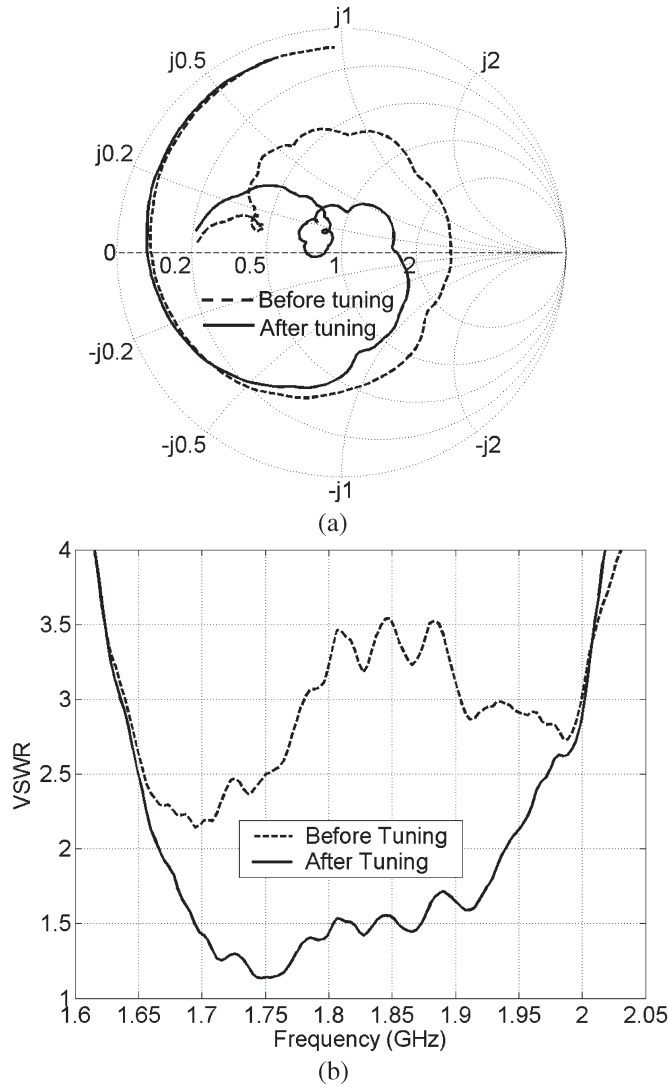 j1
j0.5 j2
j0.2
0 0.2 0.5 1 2
Before tuning
After tuning
-j0.2
-j0.5 -j2
-j1
(a)
4
3.5
3
2.5
2
1.5
1
VSWR
Before Tuning
After Tuning
1.6 1.65 1.7 1.75 1.8 1.85 1.9 1.95 2 2.05
Frequency (GHz)
(b)